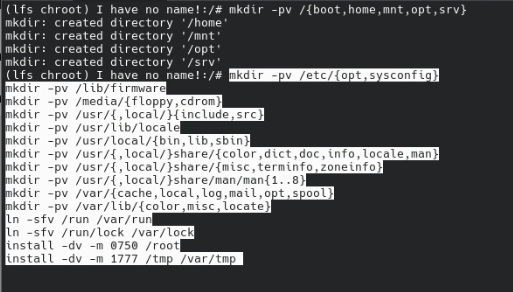 (lfs chroot) I have no name!:/# mkdir -pv /{boot,home,mnt,opt,srv}
mkdir: created directory '/home'
mkdir: created directory '/mnt'
mkdir: created directory '/opt'
mkdir: created directory '/srv'
(lfs chroot) I have no name!:/# mkdir -pv /etc/{opt,sysconfig}
mkdir -pv /lib/firmware
mkdir -pv /media/{floppy,cdrom}
mkdir -pv /usr/{,local/}{include,src}
mkdir -pv /usr/lib/locale
mkdir -pv /usr/local/{bin,lib,sbin}
mkdir -pv /usr/{,local/}share/{color,dict,doc,info,locale,man}
mkdir -pv /usr/{,local/}share/{misc,terminfo,zoneinfo}
mkdir -pv /usr/{,local/}share/man/man{1..8}
mkdir -pv /var/{cache,local,log,mail,opt,spool}
mkdir -pv /var/lib/{color,misc,locate}
ln -sfv /run /var/run
ln -sfv /run/lock /var/lock
install -dv -m 0750 /root
install -dv -m 1777 /tmp /var/tmp